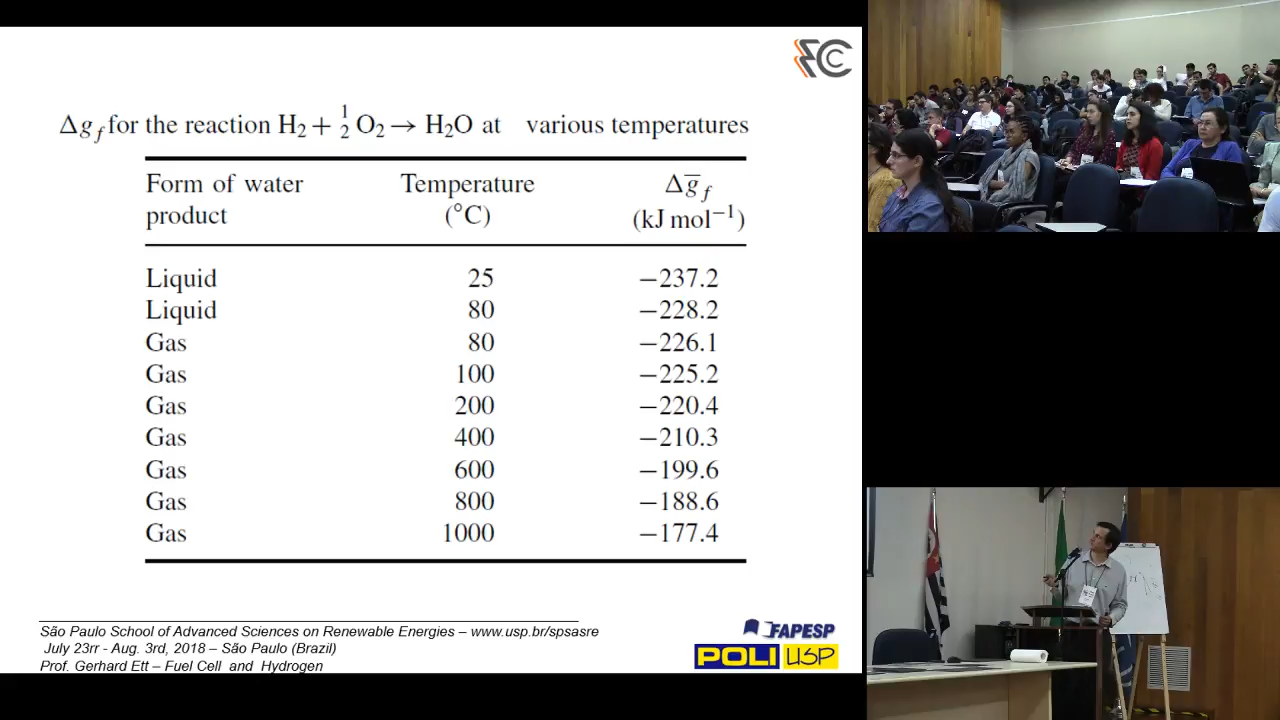 FC
Δg_f for the reaction H₂ + ½ O₂ → H₂O at various temperatures
Form of water product Temperature (°C) Δg̅_f (kJ mol⁻¹)
Liquid 25 −237.2
Liquid 80 −228.2
Gas 80 −226.1
Gas 100 −225.2
Gas 200 −220.4
Gas 400 −210.3
Gas 600 −199.6
Gas 800 −188.6
Gas 1000 −177.4
São Paulo School of Advanced Sciences on Renewable Energies – www.usp.br/spsasre
July 23rr - Aug. 3rd, 2018 – São Paulo (Brazil)
Prof. Gerhard Ett – Fuel Cell and Hydrogen
FAPESP
POLI USP